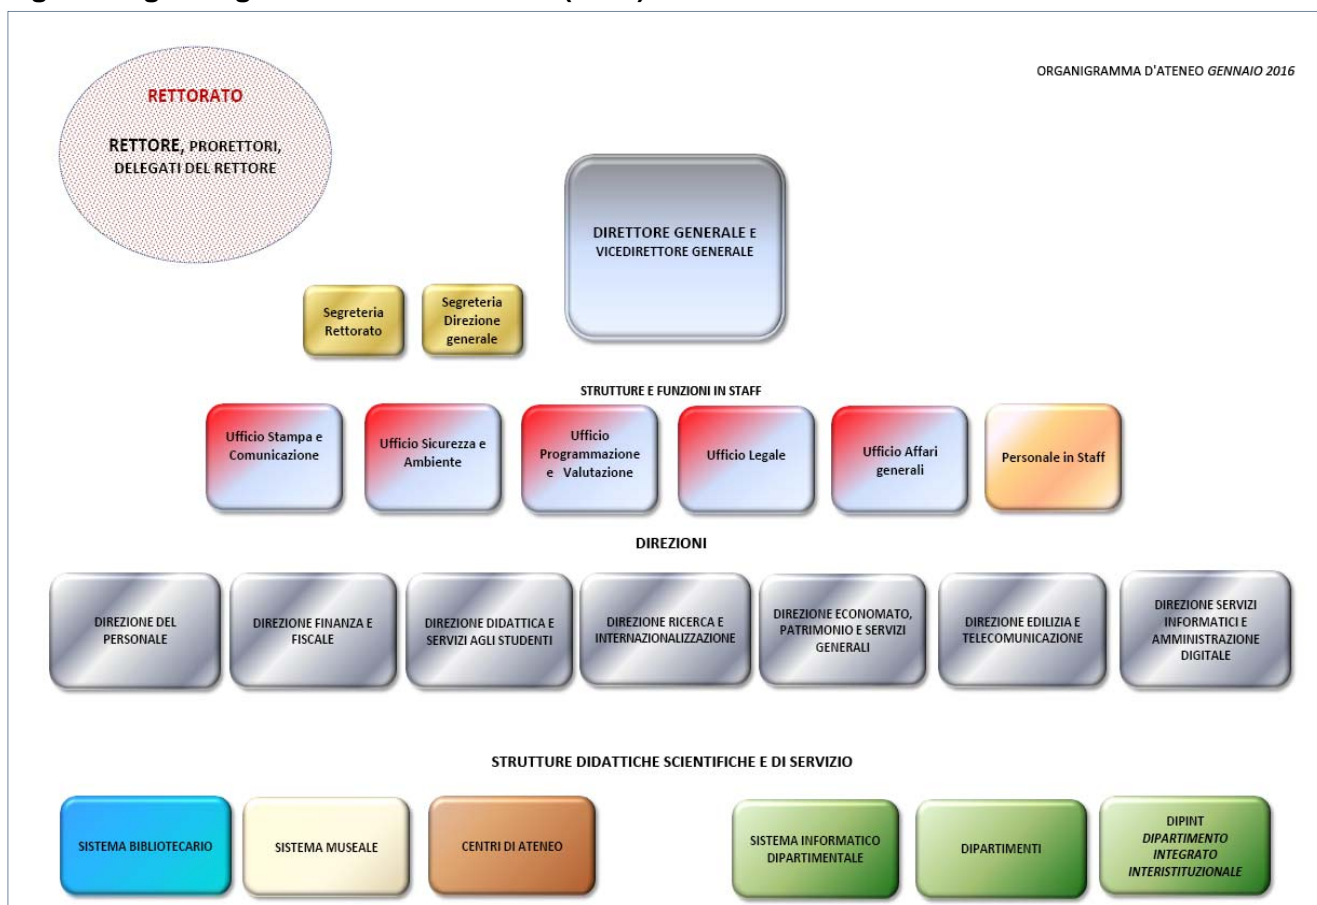 ORGANIGRAMMA D'ATENEO GENNAIO 2016
RETTORATO
RETTORE, PRORETTORI,
DELEGATI DEL RETTORE
DIRETTORE GENERALE E
VICEDIRETTORE GENERALE
Segreteria
Rettorato
Segreteria
Direzione
generale
STRUTTURE E FUNZIONI IN STAFF
Ufficio Stampa e
Comunicazione
Ufficio Sicurezza e
Ambiente
Ufficio
Programmazione
e Valutazione
Ufficio Legale
Ufficio Affari
generali
Personale in Staff
DIREZIONI
DIREZIONE DEL
PERSONALE
DIREZIONE FINANZA E
FISCALE
DIREZIONE DIDATTICA E
SERVIZI AGLI STUDENTI
DIREZIONE RICERCA E
INTERNAZIONALIZZAZIONE
DIREZIONE ECONOMATO,
PATRIMONIO E SERVIZI
GENERALI
DIREZIONE EDILIZIA E
TELECOMUNICAZIONE
DIREZIONE SERVIZI
INFORMATICI E
AMMINISTRAZIONE
DIGITALE
STRUTTURE DIDATTICHE SCIENTIFICHE E DI SERVIZIO
SISTEMA BIBLIOTECARIO
SISTEMA MUSEALE
CENTRI DI ATENEO
SISTEMA INFORMATICO
DIPARTIMENTALE
DIPARTIMENTI
DIPINT
DIPARTIMENTO
INTEGRATO
INTERISTITUZIONALE